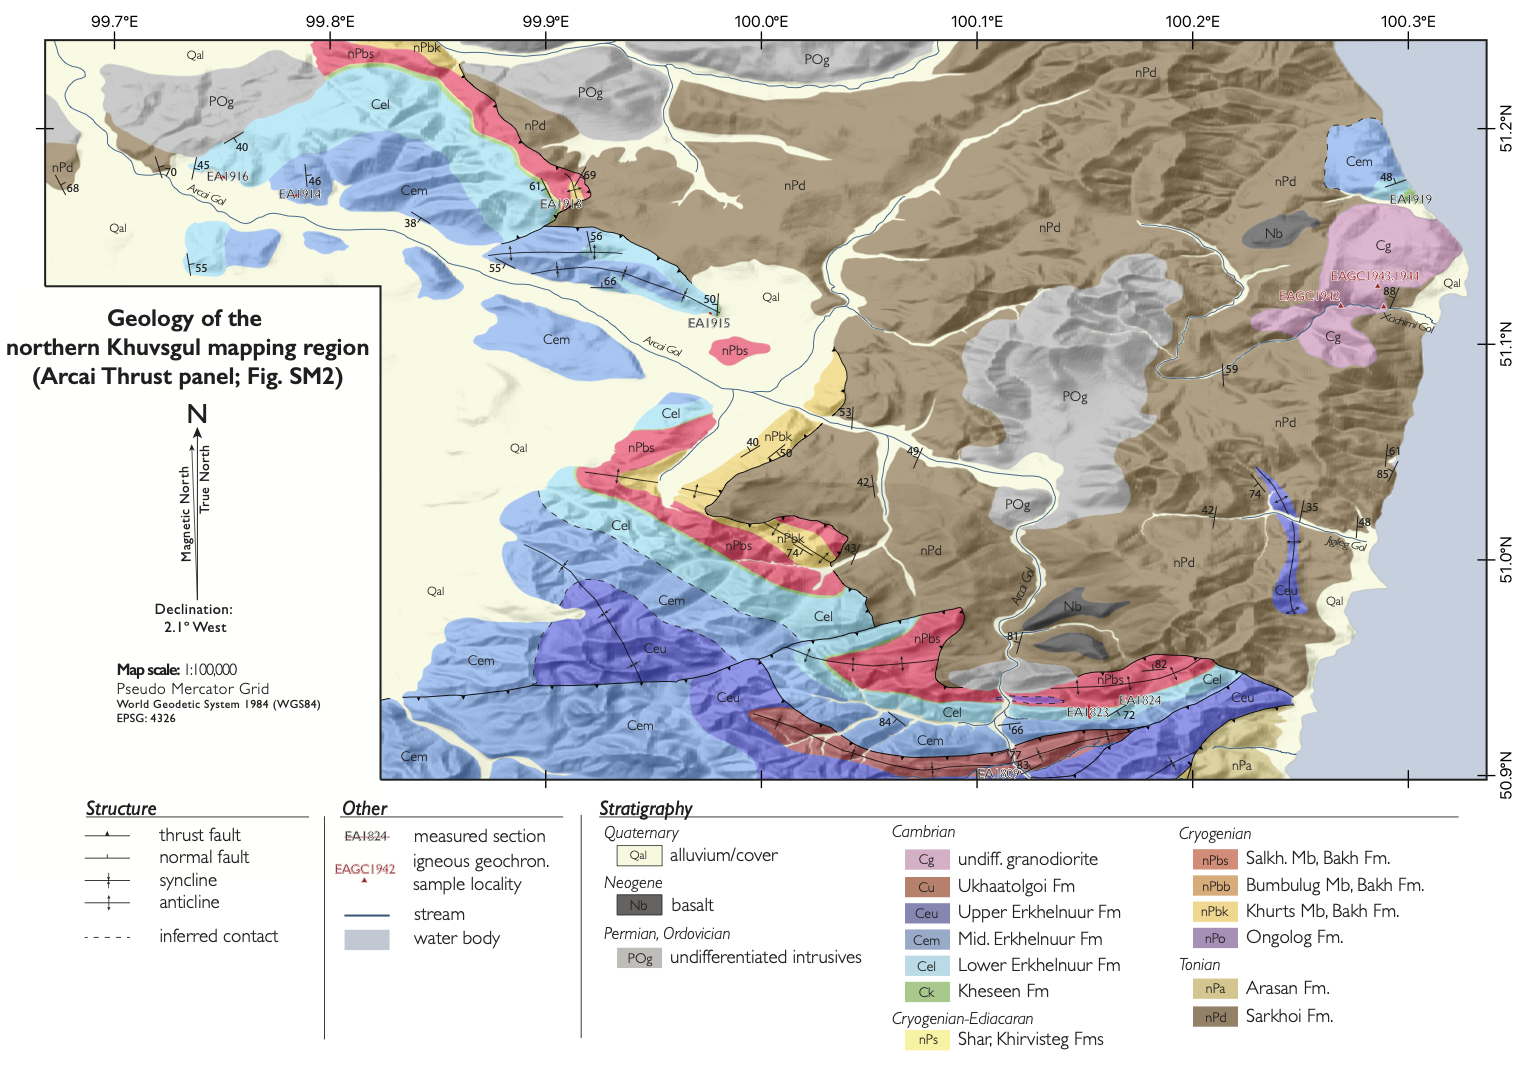 99.7°E 99.8°E 99.9°E 100.0°E 100.1°E 100.2°E 100.3°E
Qal nPbs nPbk POg nPd
POg Cel POg
nPd
51.2°N
40
nPd 70 45 EA1916 69 Cem
68 46 61 nPd nPd 48
EA1914 Cem EA1913 EA1919
Arcai Gol
Qal 38 nPd Nb Cg
56
55 55 EAGC1943,1944
66 50 Qal EAGC1942 88 Qal
EA1915 Xachimi Gol
Geology of the
northern Khuvsgul mapping region
(Arcai Thrust panel; Fig. SM2)
Cem Arcai Gol nPbs Cg 51.1°N
59
N
Cel POg
53
nPbs 40 nPbk nPd
Qal 50 49 61
85
Magnetic North
True North
42 74 35
POg 42 48
Cel nPbs nPbk Jigleg Gol
74 43 nPd nPd 51.0°N
Qal Cem Arcai Gol Ceu Qal
Declination:
2.1° West
Cel Nb
nPbs 81
Cem Ceu 82
Map scale: 1:100,000
Pseudo Mercator Grid
World Geodetic System 1984 (WGS84)
EPSG: 4326
nPbs Cel
Ceu EA1824 Ceu
Cem 84 Cel EA1823 72
66
Cem Cem 77 nPa
83
EA1809 50.9°N
Structure
thrust fault
normal fault
syncline
anticline
inferred contact
Other
EA1824 measured section
EAGC1942 igneous geochron.
sample locality
stream
water body
Stratigraphy
Quaternary
Qal alluvium/cover
Neogene
Nb basalt
Permian, Ordovician
POg undifferentiated intrusives
Cambrian
Cg undiff. granodiorite
Cu Ukhaatolgoi Fm
Ceu Upper Erkhelnuur Fm
Cem Mid. Erkhelnuur Fm
Cel Lower Erkhelnuur Fm
Ck Kheseen Fm
Cryogenian-Ediacaran
nPs Shar, Khirvisteg Fms
Cryogenian
nPbs Salkh. Mb, Bakh Fm.
nPbb Bumbulug Mb, Bakh Fm.
nPbk Khurts Mb, Bakh Fm.
nPo Ongolog Fm.
Tonian
nPa Arasan Fm.
nPd Sarkhoi Fm.